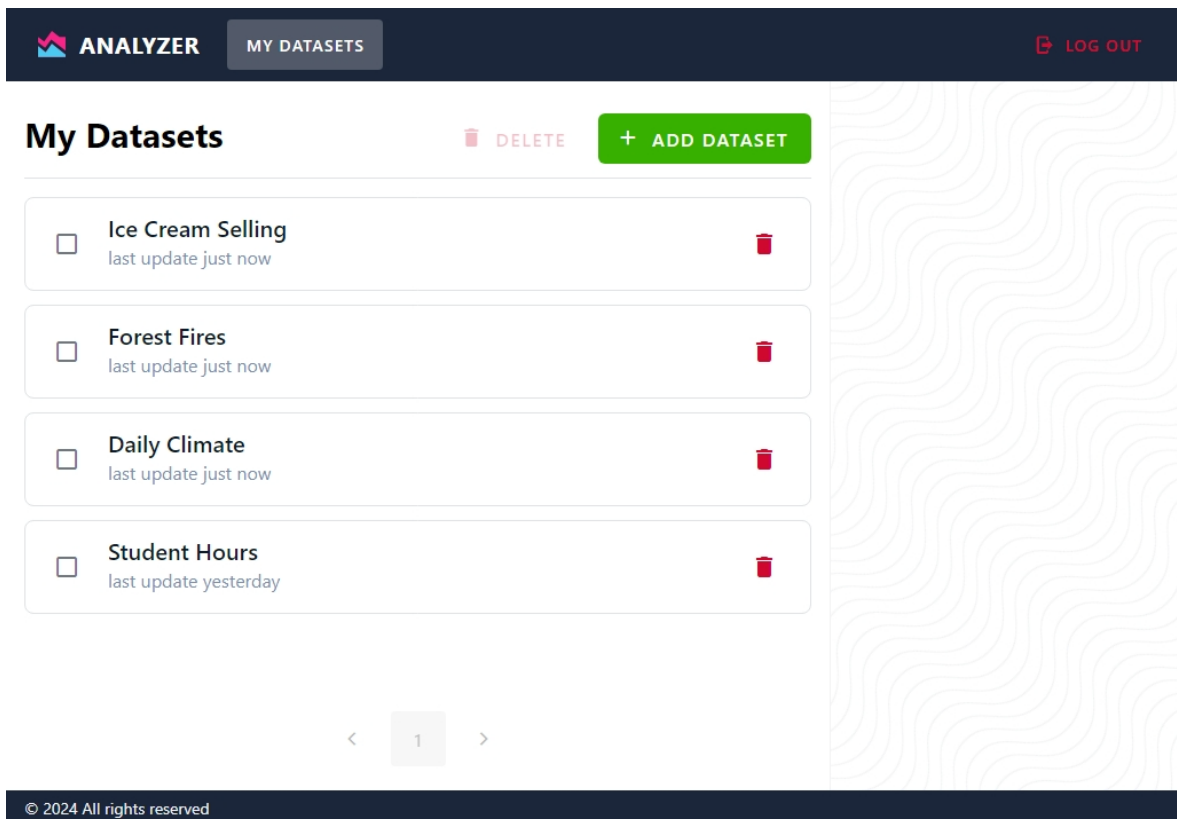 ANALYZER MY DATASETS LOG OUT
My Datasets DELETE + ADD DATASET
Ice Cream Selling
last update just now
Forest Fires
last update just now
Daily Climate
last update just now
Student Hours
last update yesterday
< 1 >
© 2024 All rights reserved